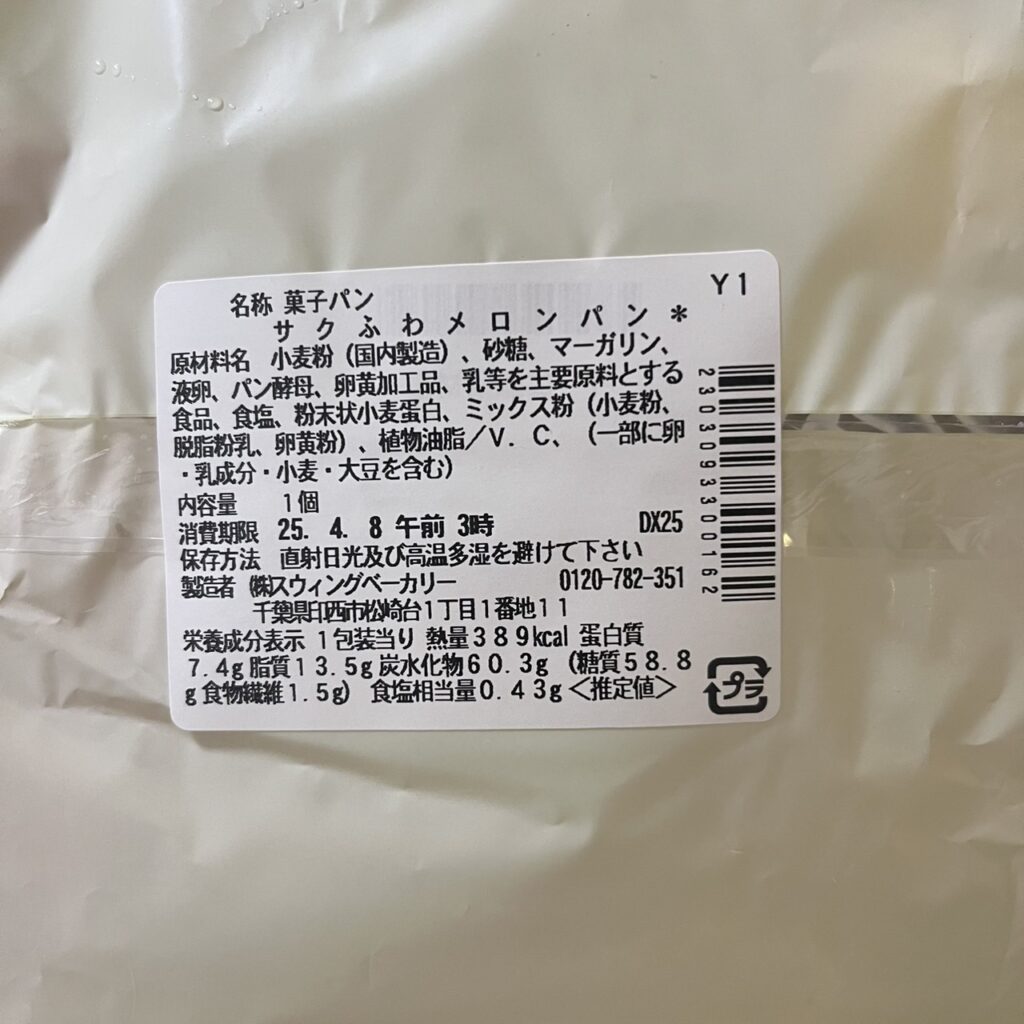 Y1
名称 菓子パン
サクふわメロンパン＊
原材料名 小麦粉（国内製造）、砂糖、マーガリン、
液卵、パン酵母、卵黄加工品、乳等を主要原料とする
食品、食塩、粉末状小麦蛋白、ミックス粉（小麦粉、
脱脂粉乳、卵黄粉）、植物油脂／V．C、（一部に卵
・乳成分・小麦・大豆を含む）
内容量 1個
消費期限 25. 4. 8 午前 3時 DX25
保存方法 直射日光及び高温多湿を避けて下さい
製造者 ㈱スウィングベーカリー 0120-782-351
千葉県印西市松崎台１丁目１番地１１
栄養成分表示 １包装当り 熱量３８９kcal 蛋白質
７.４g 脂質１３.５g 炭水化物６０.３g （糖質５８.８
g 食物繊維１.５g） 食塩相当量０.４３g＜推定値＞
2303093300162
プラ